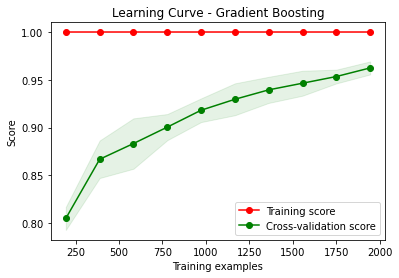 Learning Curve - Gradient Boosting
1.00
0.95
0.90
0.85
0.80
Score
250
500
750
1000
1250
1500
1750
2000
Training examples
Training score
Cross-validation score